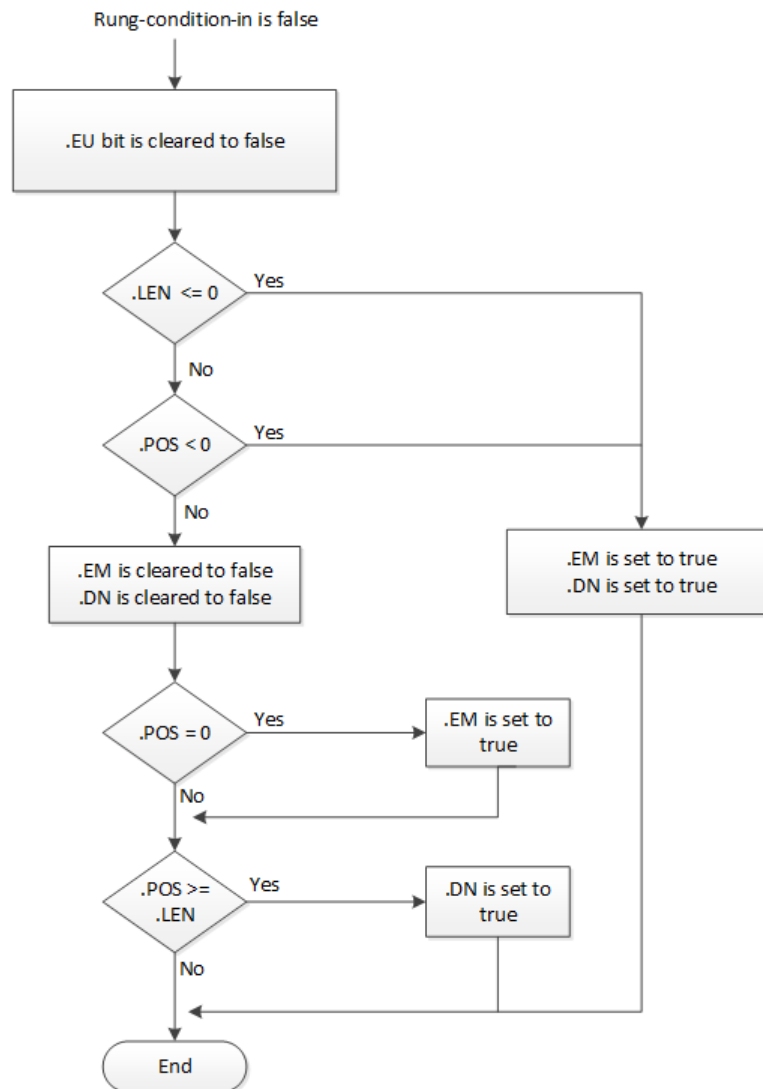 Rung-condition-in is false
.EU bit is cleared to false
.LEN <= 0
Yes
No
.POS < 0
Yes
No
.EM is cleared to false
.DN is cleared to false
.EM is set to true
.DN is set to true
.POS = 0
Yes
.EM is set to
true
No
.POS >=
.LEN
Yes
.DN is set to
true
No
End